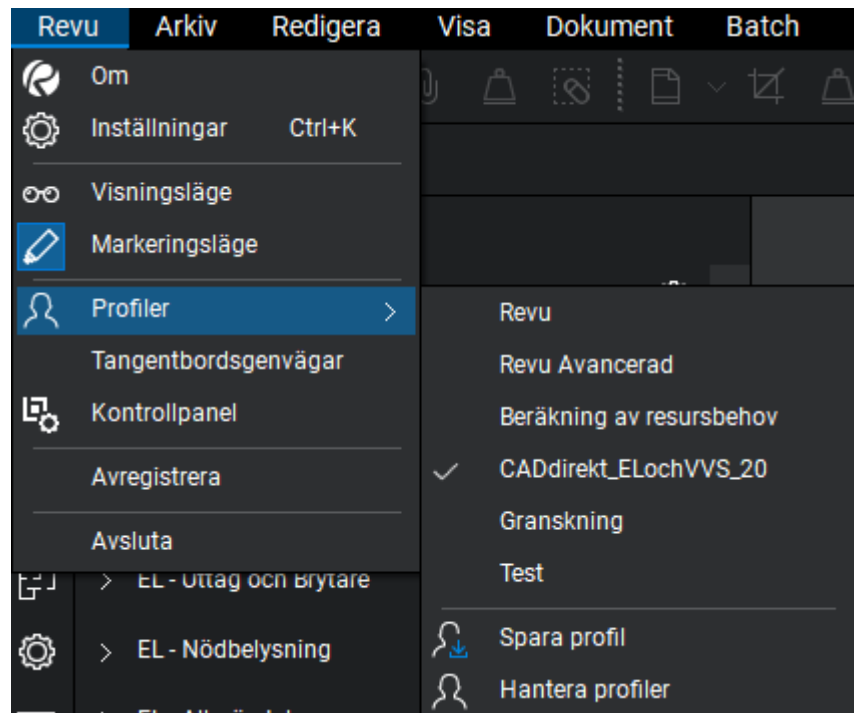 Revu Arkiv Redigera Visa Dokument Batch
Om
Inställningar Ctrl+K
Visningsläge
Markeringsläge
Profiler
Tangentbordsgenvägar
Kontrollpanel
Avregistrera
Avsluta
Revu
Revu Avancerad
Beräkning av resursbehov
CADdirekt_ELochVVS_20
Granskning
Test
Spara profil
Hantera profiler
EL - Uttag och Brytare
EL - Nödbelysning